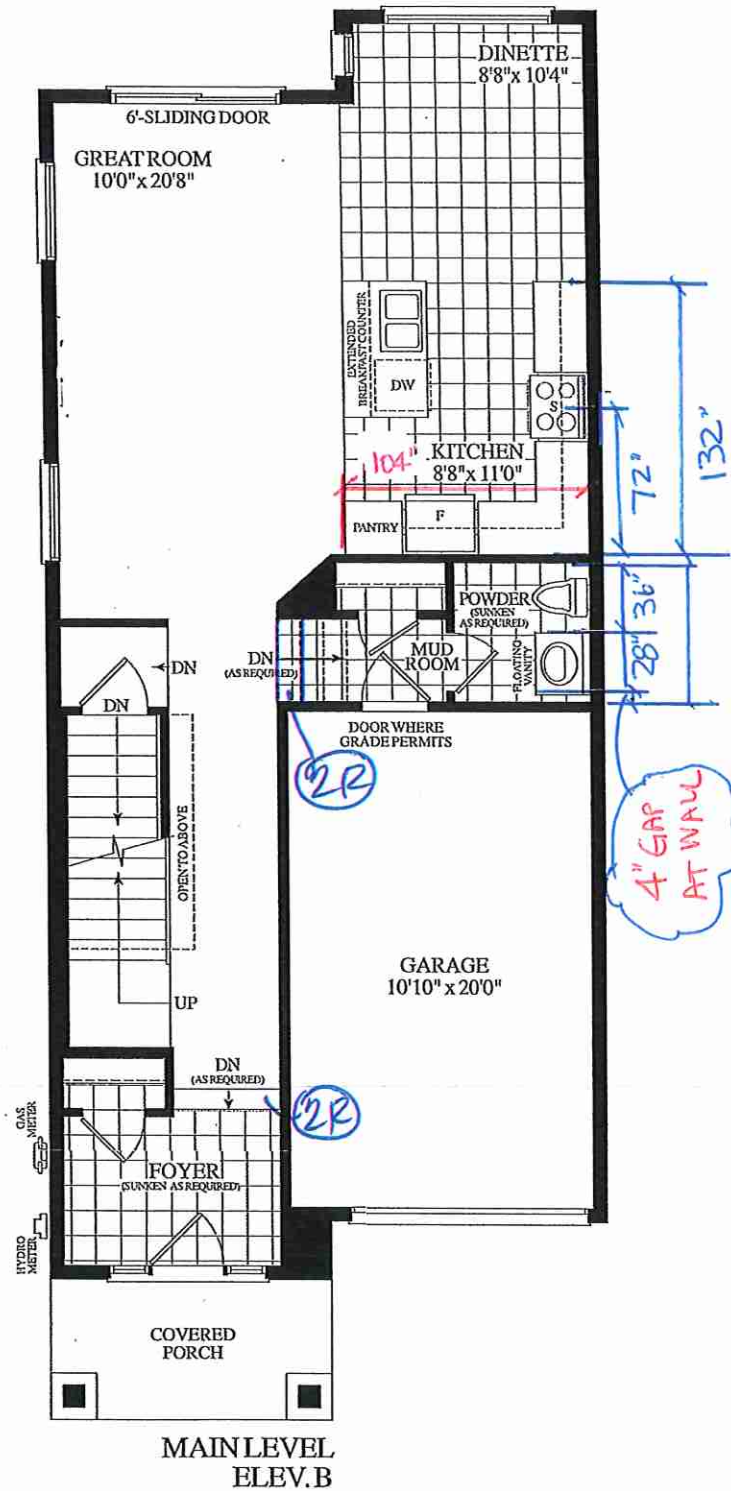 DINETTE
8'8" x 10'4"
6'-SLIDING DOOR
GREAT ROOM
10'0" x 20'8"
EXTENDED
BREAKFAST COUNTER
DW
S
132"
72"
104"
KITCHEN
8'8" x 11'0"
PANTRY
F
36"
28"
POWDER
(SUNKEN
AS REQUIRED)
MUD
ROOM
FLOATING
VANITY
DN
(AS REQUIRED)
DN
DN
DOOR WHERE
GRADE PERMITS
2R
4" GAP
AT WALL
OPEN TO ABOVE
GARAGE
10'10" x 20'0"
UP
DN
(AS REQUIRED)
2R
GAS
METER
FOYER
(SUNKEN AS REQUIRED)
HYDRO
METER
COVERED
PORCH
MAIN LEVEL
ELEV. B